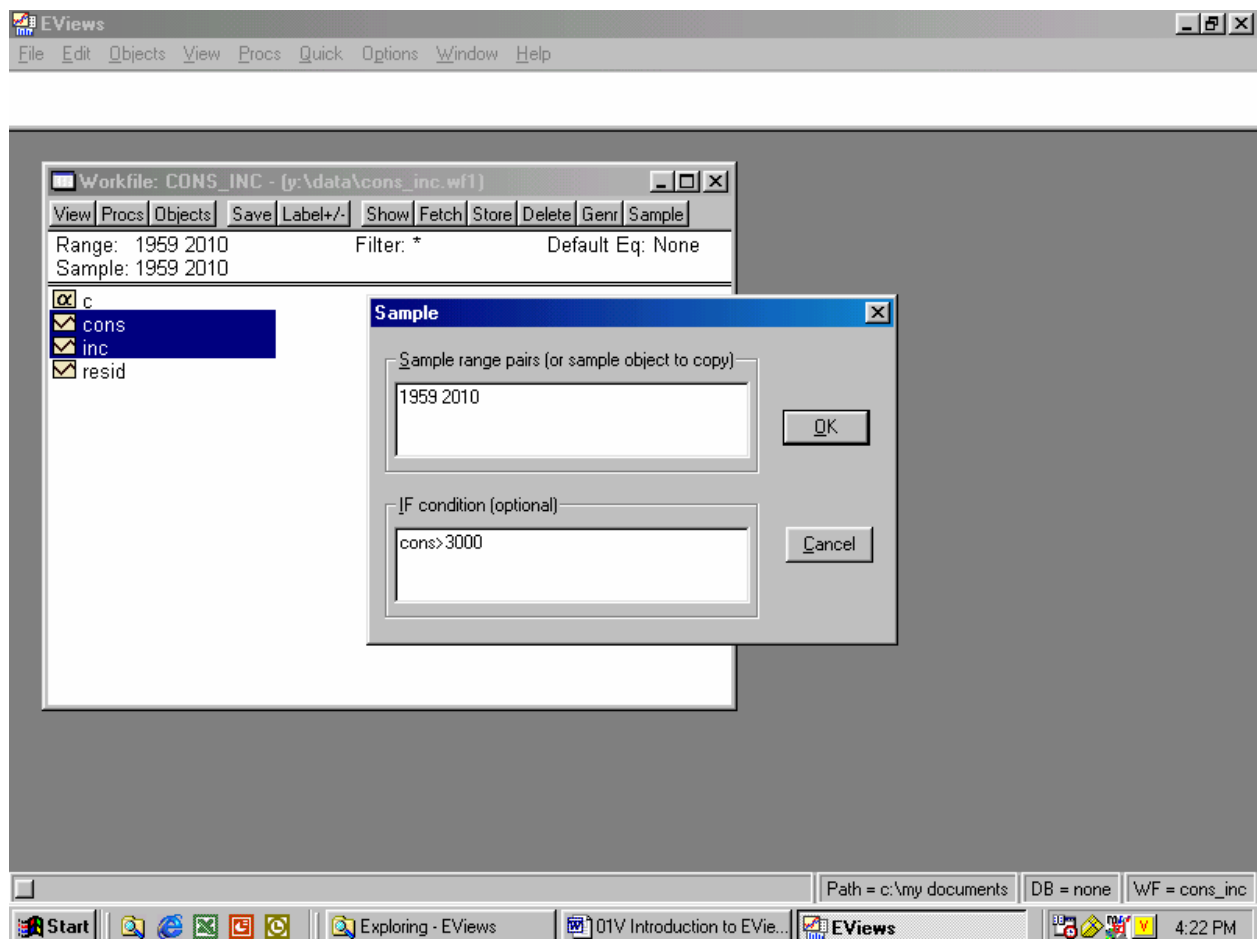 EViews
File Edit Objects View Procs Quick Options Window Help
Workfile: CONS_INC - (y:\data\cons_inc.wf1)
View Procs Objects Save Label+/- Show Fetch Store Delete Genr Sample
Range: 1959 2010 Filter: * Default Eq: None
Sample: 1959 2010
c
cons
inc
resid
Sample
Sample range pairs (or sample object to copy)
1959 2010
OK
IF condition (optional)
cons>3000
Cancel
Path = c:\my documents DB = none WF = cons_inc
Start Exploring - EViews 01V Introduction to EVie... EViews 4:22 PM